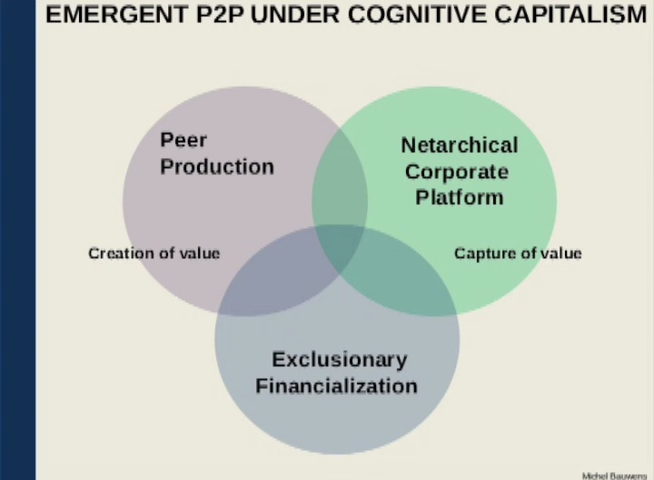 EMERGENT P2P UNDER COGNITIVE CAPITALISM
Peer
Production
Netarchical
Corporate
Platform
Creation of value
Capture of value
Exclusionary
Financialization
Michel Bauwens